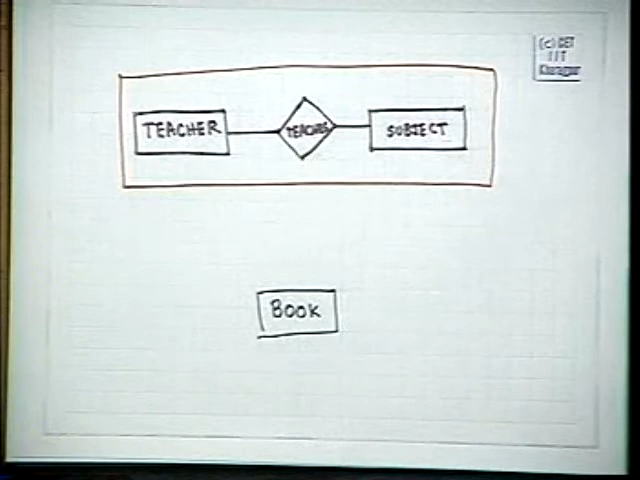 (c) CET
IIT
Kharagpur
TEACHER
TEACHES
SUBJECT
BOOK